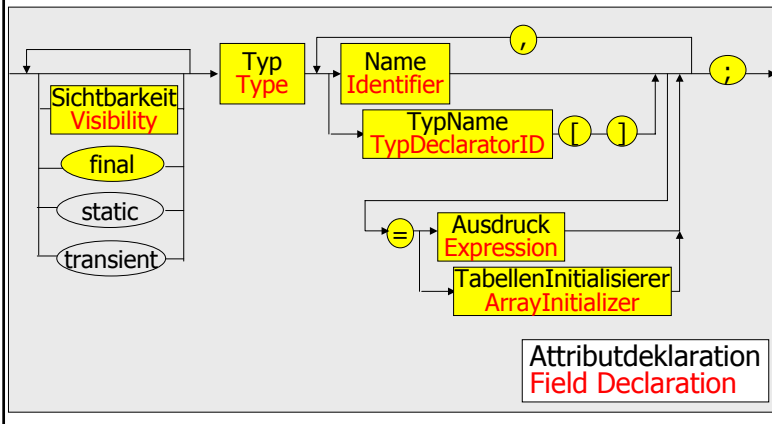 ,
Typ
Type
Name
Identifier
;
Sichtbarkeit
Visibility
TypName
TypDeclaratorID
[
]
final
static
=
Ausdruck
Expression
transient
TabellenInitialisierer
ArrayInitializer
Attributdeklaration
Field Declaration